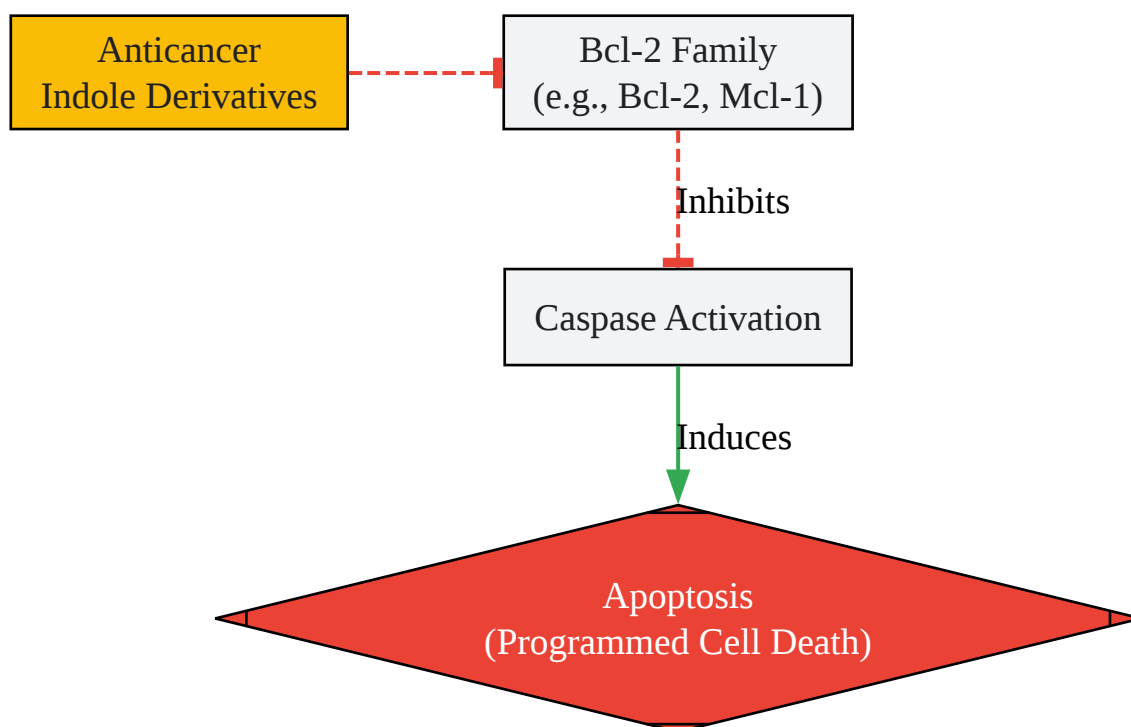 Anticancer
Indole Derivatives
Bcl-2 Family
(e.g., Bcl-2, Mcl-1)
Inhibits
Caspase Activation
Induces
Apoptosis
(Programmed Cell Death)